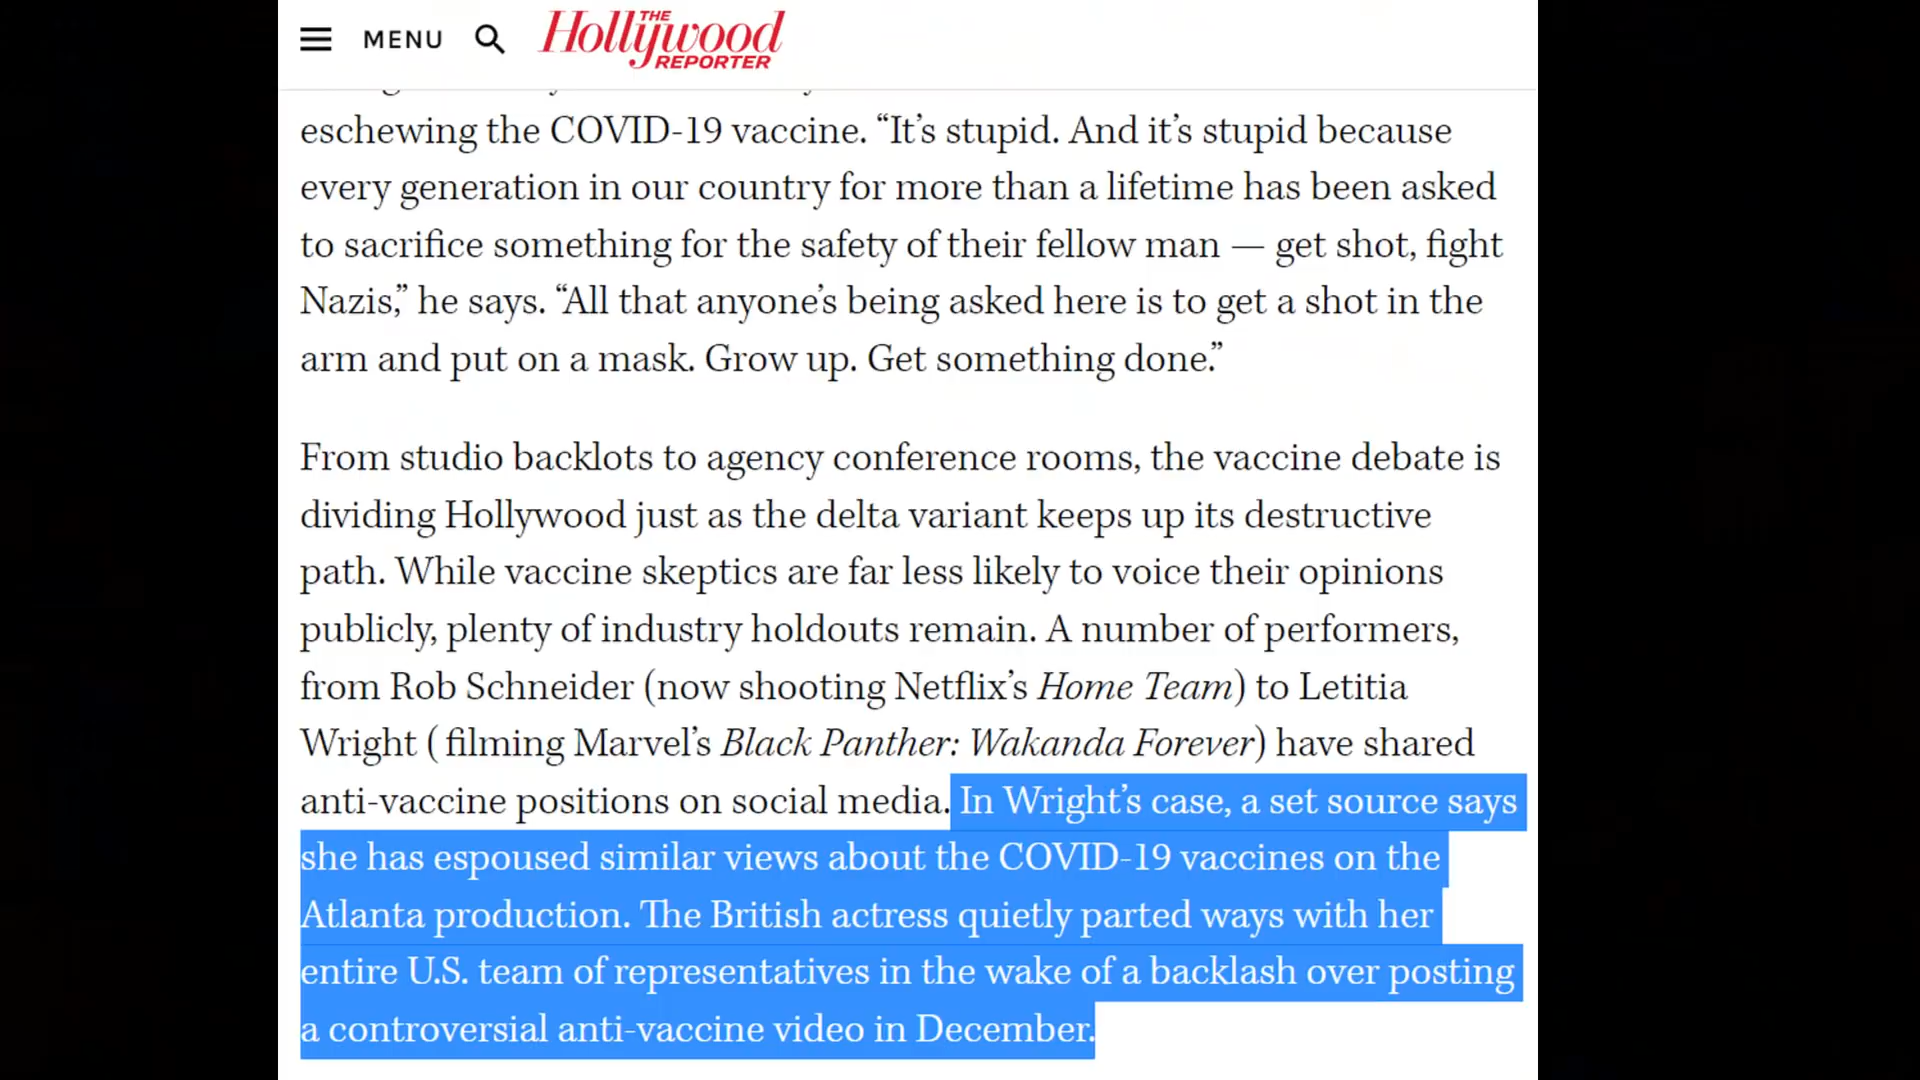 MENU
THE
Hollywood
REPORTER
eschewing the COVID-19 vaccine. “It’s stupid. And it’s stupid because
every generation in our country for more than a lifetime has been asked
to sacrifice something for the safety of their fellow man — get shot, fight
Nazis,” he says. “All that anyone’s being asked here is to get a shot in the
arm and put on a mask. Grow up. Get something done.”
From studio backlots to agency conference rooms, the vaccine debate is
dividing Hollywood just as the delta variant keeps up its destructive
path. While vaccine skeptics are far less likely to voice their opinions
publicly, plenty of industry holdouts remain. A number of performers,
from Rob Schneider (now shooting Netflix’s Home Team) to Letitia
Wright ( filming Marvel’s Black Panther: Wakanda Forever) have shared
anti-vaccine positions on social media. In Wright’s case, a set source says
she has espoused similar views about the COVID-19 vaccines on the
Atlanta production. The British actress quietly parted ways with her
entire U.S. team of representatives in the wake of a backlash over posting
a controversial anti-vaccine video in December.